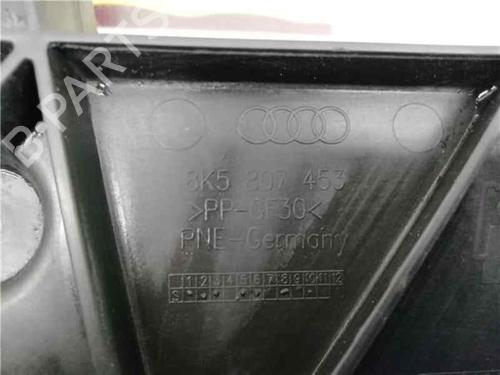 8K5 807 453
>PP-GF30<
PNE-Germany
1 2 3 4 5 6 7 8 9 10 11 12
B-PARTS